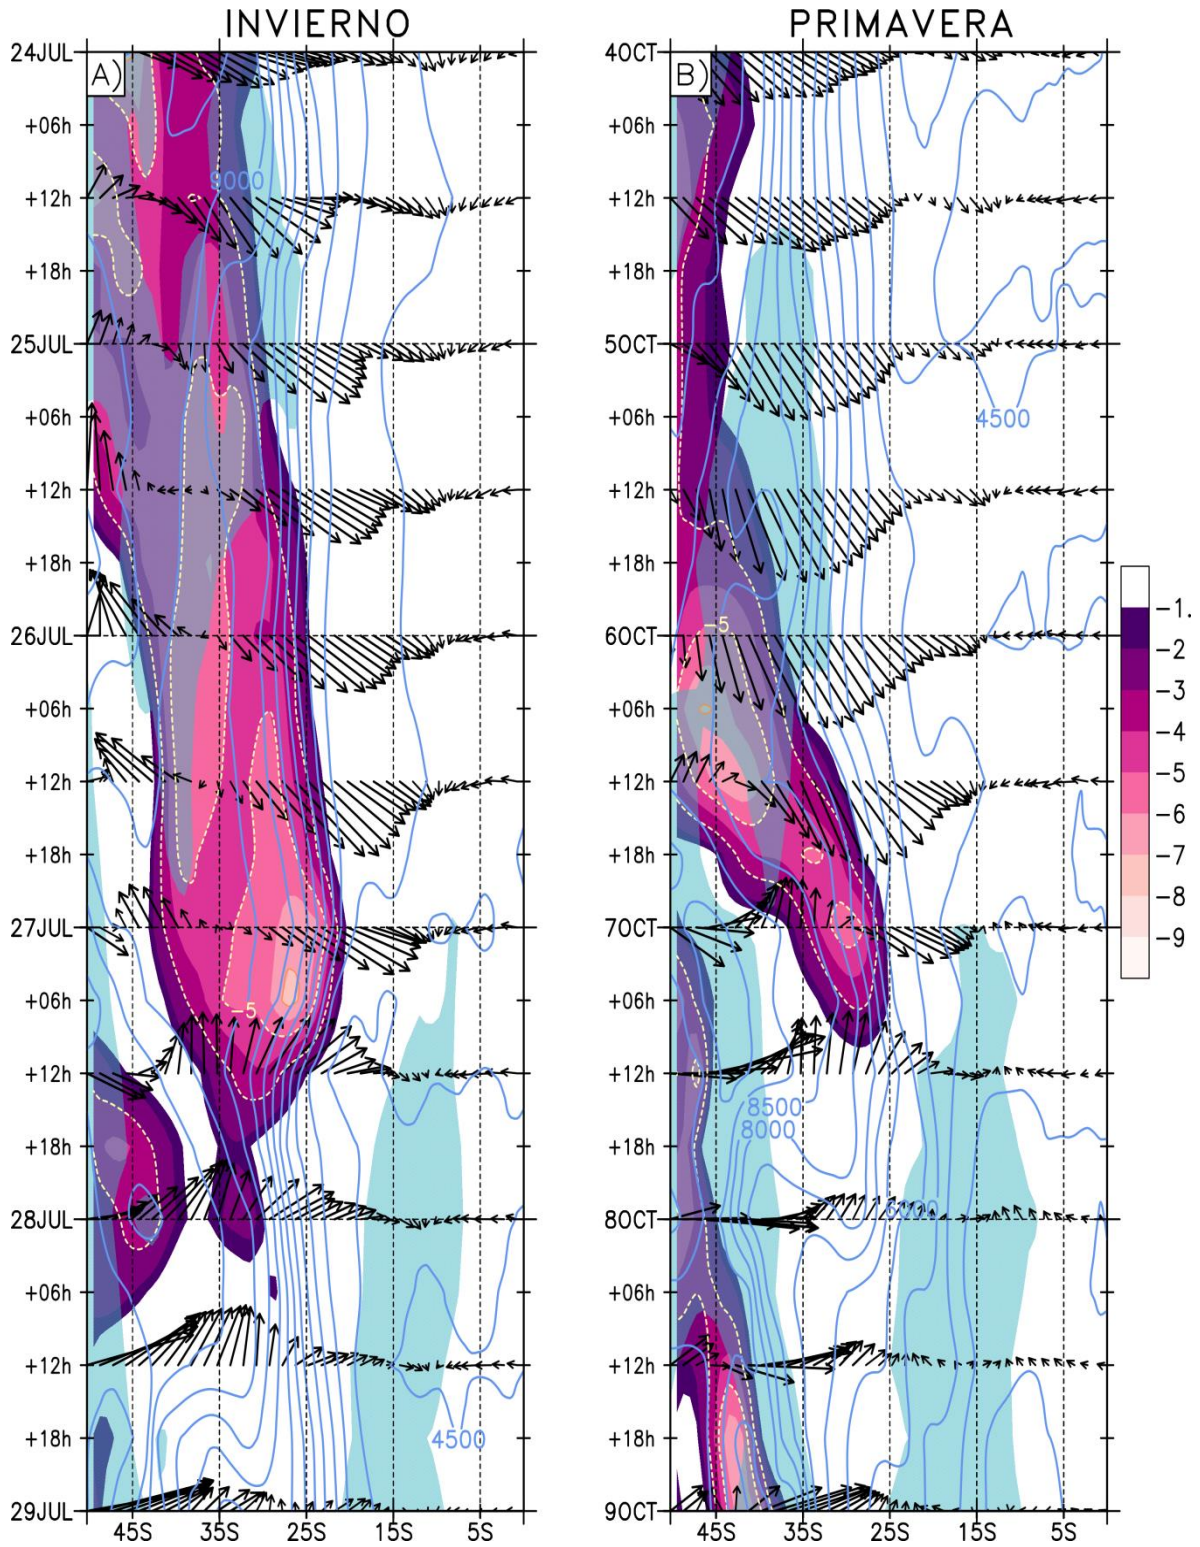 INVIERNO
PRIMAVERA
A)
B)
24JUL
+06h
+12h
+18h
25JUL
+06h
+12h
+18h
26JUL
+06h
+12h
+18h
27JUL
+06h
+12h
+18h
28JUL
+06h
+12h
+18h
29JUL
45S
35S
25S
15S
5S
9000
-5
4500
4OCT
+06h
+12h
+18h
5OCT
+06h
+12h
+18h
6OCT
+06h
+12h
+18h
7OCT
+06h
+12h
+18h
8OCT
+06h
+12h
+18h
9OCT
45S
35S
25S
15S
5S
4500
-5
8500
8000
-1.
-2
-3
-4
-5
-6
-7
-8
-9